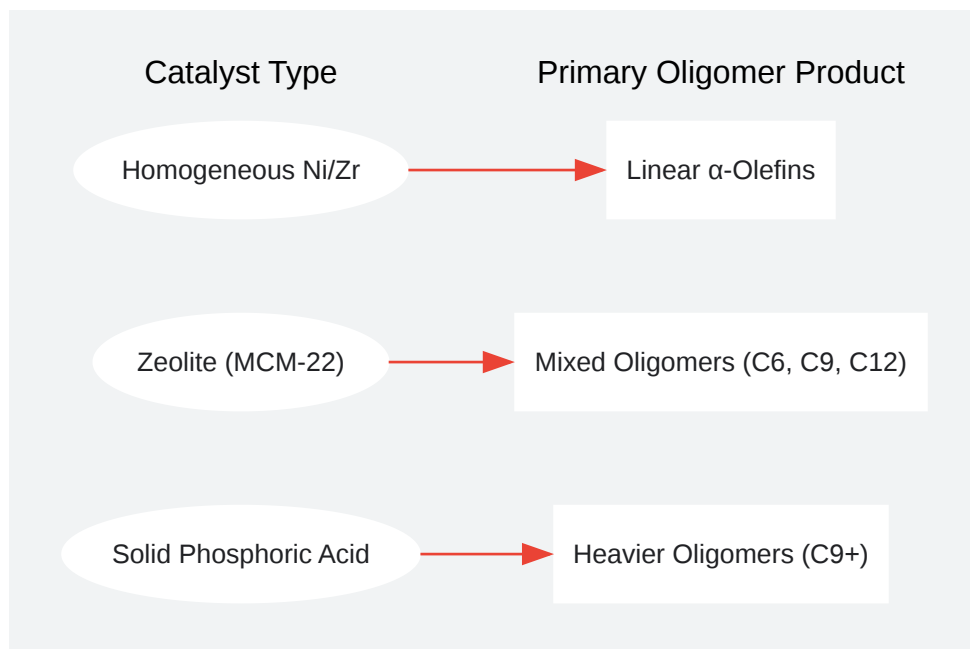 Catalyst Type
Primary Oligomer Product
Homogeneous Ni/Zr
Linear α-Olefins
Zeolite (MCM-22)
Mixed Oligomers (C6, C9, C12)
Solid Phosphoric Acid
Heavier Oligomers (C9+)